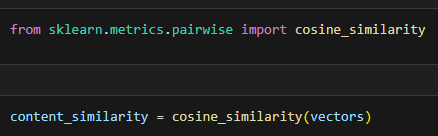 from sklearn.metrics.pairwise import cosine_similarity
content_similarity = cosine_similarity(vectors)